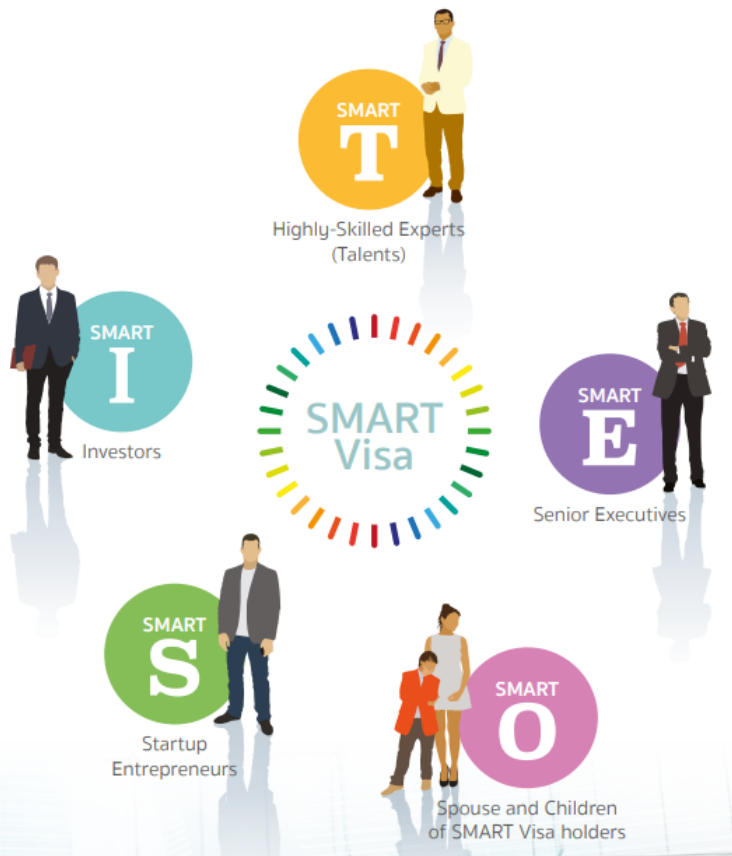 SMART
T
Highly-Skilled Experts
(Talents)
SMART
I
Investors
SMART
Visa
SMART
E
Senior Executives
SMART
S
Startup
Entrepreneurs
SMART
O
Spouse and Children
of SMART Visa holders